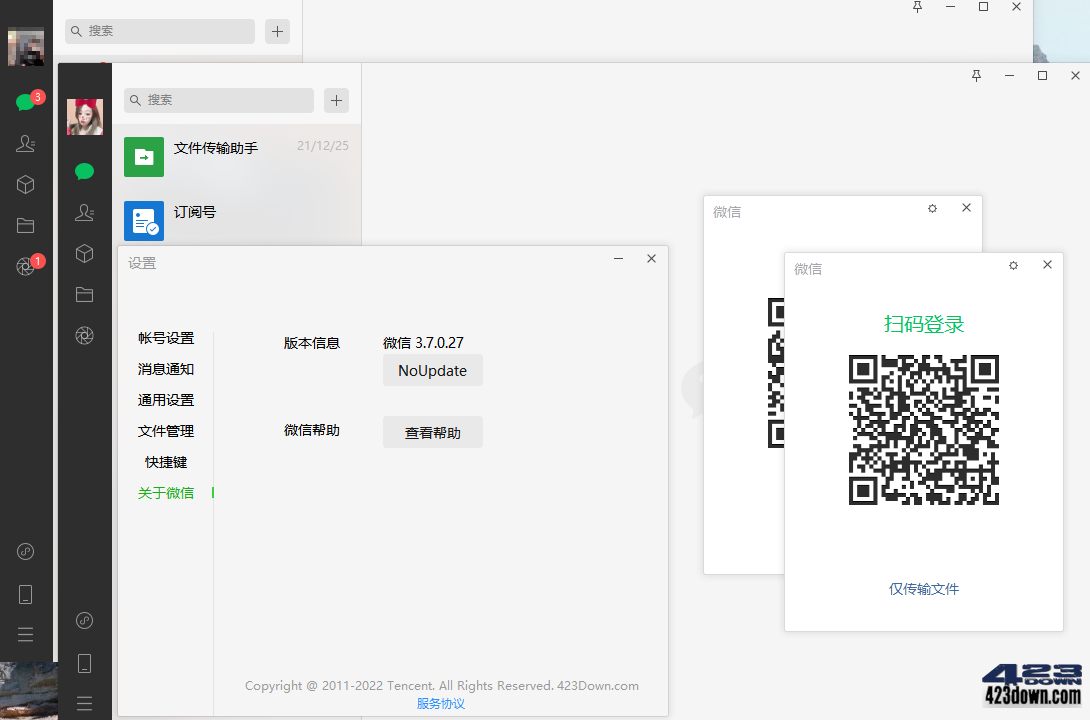 搜索
3
1
搜索
文件传输助手
21/12/25
订阅号
设置
帐号设置
消息通知
通用设置
文件管理
快捷键
关于微信
版本信息
微信 3.7.0.27
NoUpdate
微信帮助
查看帮助
Copyright @ 2011-2022 Tencent. All Rights Reserved. 423Down.com
服务协议
微信
微信
扫码登录
仅传输文件
423
DOWN
423down.com